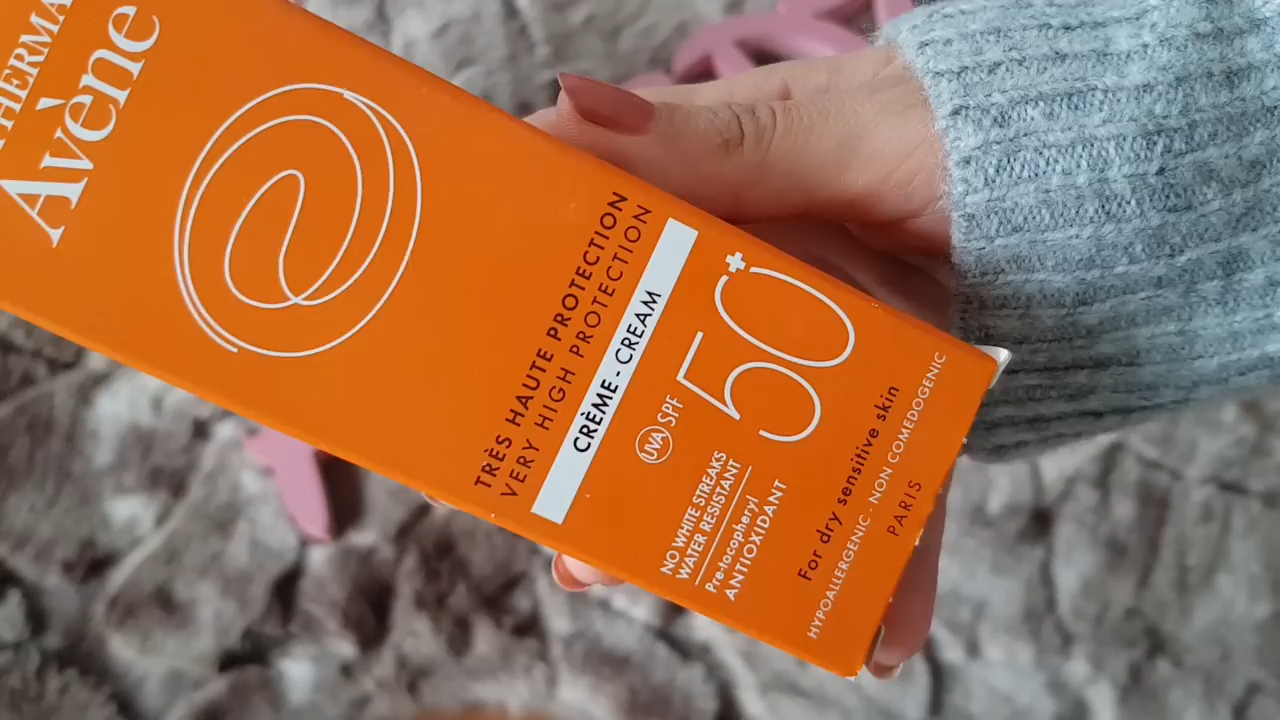 THERMA
Avène
TRÈS HAUTE PROTECTION
VERY HIGH PROTECTION
CRÈME - CREAM
UVA SPF 50+
NO WHITE STREAKS
WATER RESISTANT
Pre-tocopheryl
ANTIOXIDANT
For dry sensitive skin
HYPOALLERGENIC - NON COMEDOGENIC
PARIS